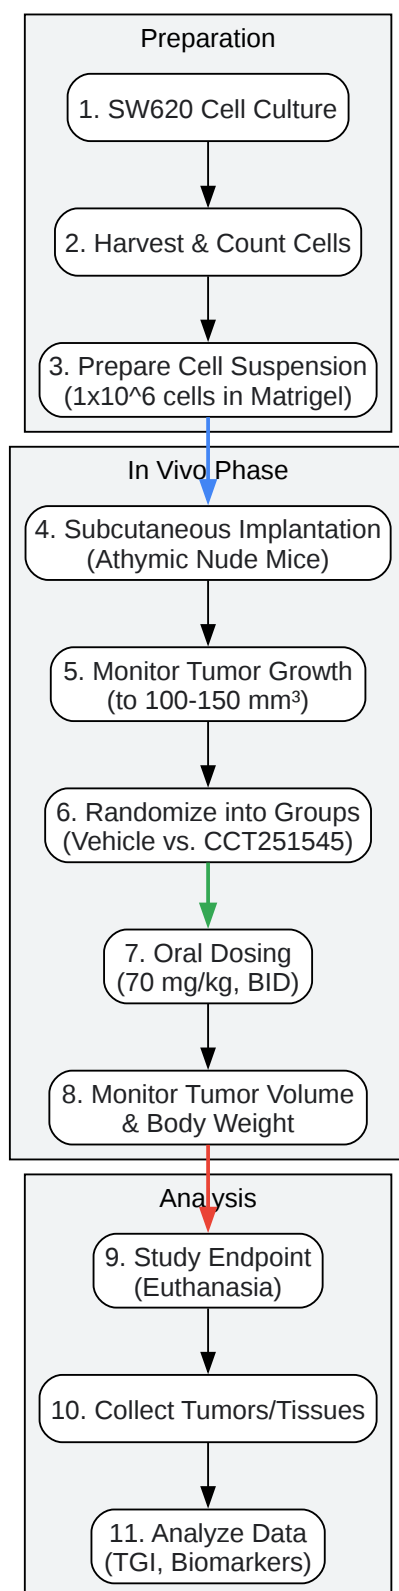 Preparation
1. SW620 Cell Culture
2. Harvest & Count Cells
3. Prepare Cell Suspension
(1x10^6 cells in Matrigel)
In Vivo Phase
4. Subcutaneous Implantation
(Athymic Nude Mice)
5. Monitor Tumor Growth
(to 100-150 mm³)
6. Randomize into Groups
(Vehicle vs. CCT251545)
7. Oral Dosing
(70 mg/kg, BID)
8. Monitor Tumor Volume
& Body Weight
Analysis
9. Study Endpoint
(Euthanasia)
10. Collect Tumors/Tissues
11. Analyze Data
(TGI, Biomarkers)